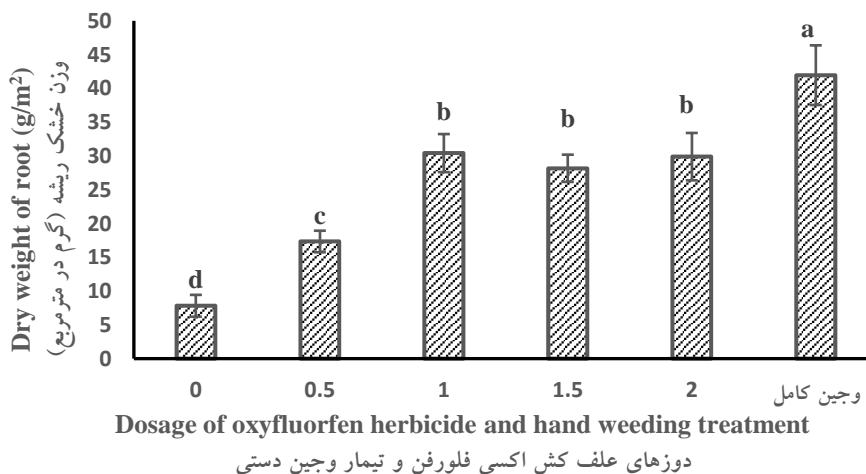 Dry weight of root (g/m²)
وزن خشک ریشه (گرم در مترمربع)
50
45
40
35
30
25
20
15
10
5
0
d
c
b
b
b
a
0 0.5 1 1.5 2 وجین کامل
Dosage of oxyfluorfen herbicide and hand weeding treatment
دوزهای علف کش اکسی فلورفن و تیمار وجین دستی